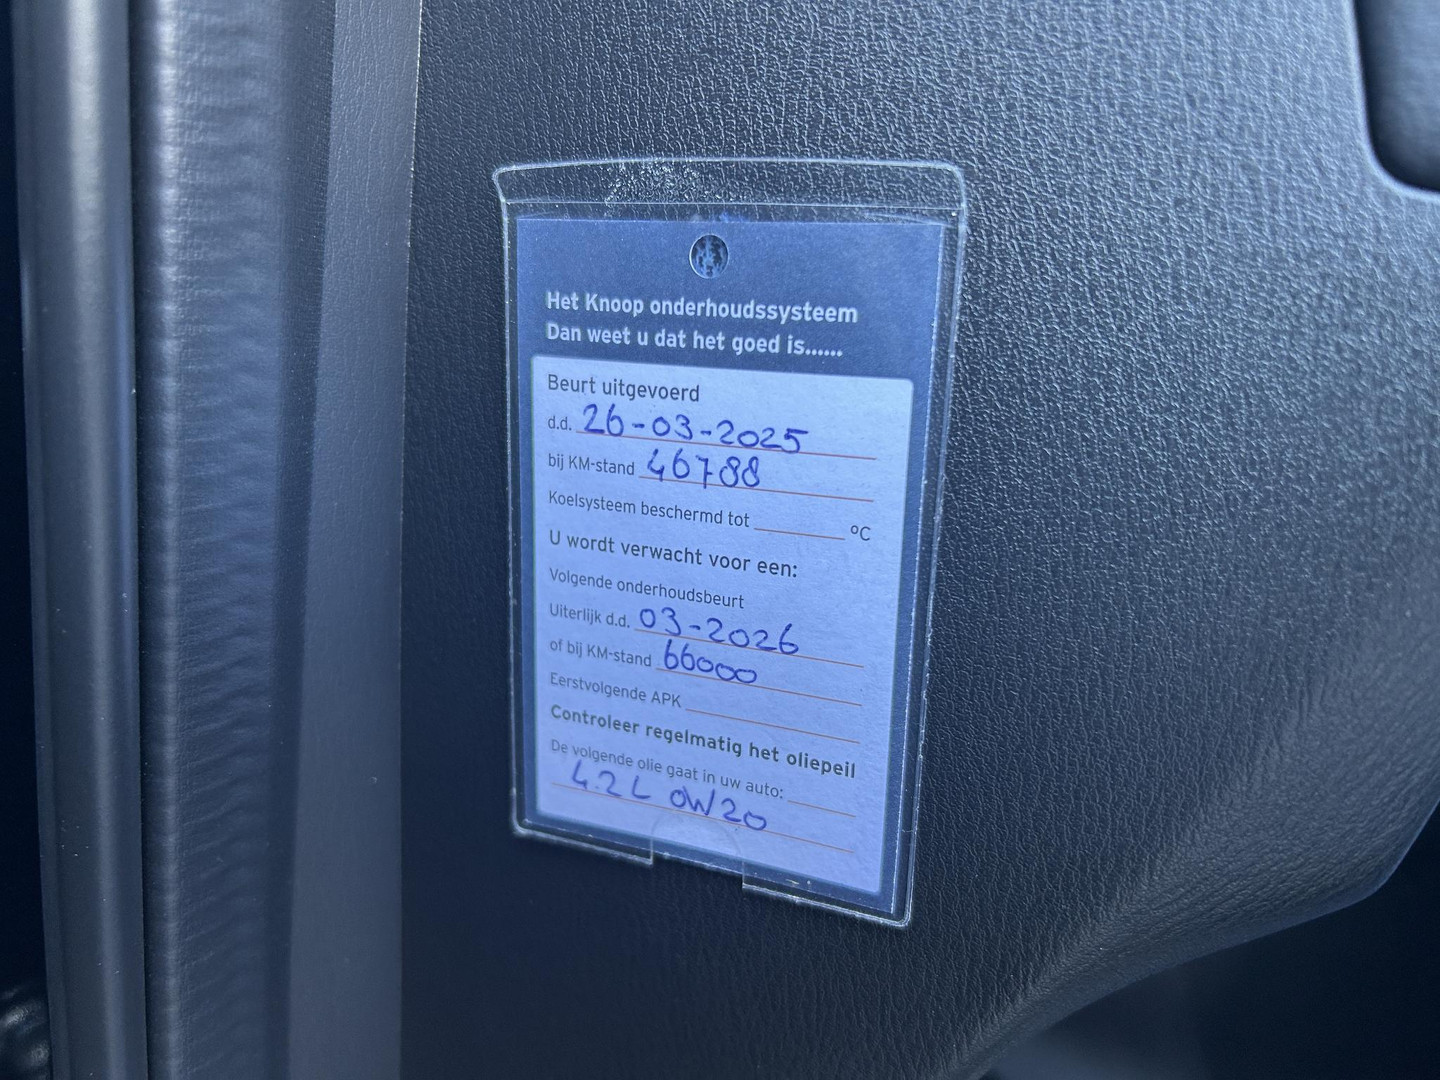 Het Knoop onderhoudssysteem
Dan weet u dat het goed is......
Beurt uitgevoerd
d.d. 26-03-2025
bij KM-stand 46788
Koelsysteem beschermd tot ______ °C
U wordt verwacht voor een:
Volgende onderhoudsbeurt
Uiterlijk d.d. 03-2026
of bij KM-stand 66000
Eerstvolgende APK
Controleer regelmatig het oliepeil
De volgende olie gaat in uw auto:
4.2L 0W20